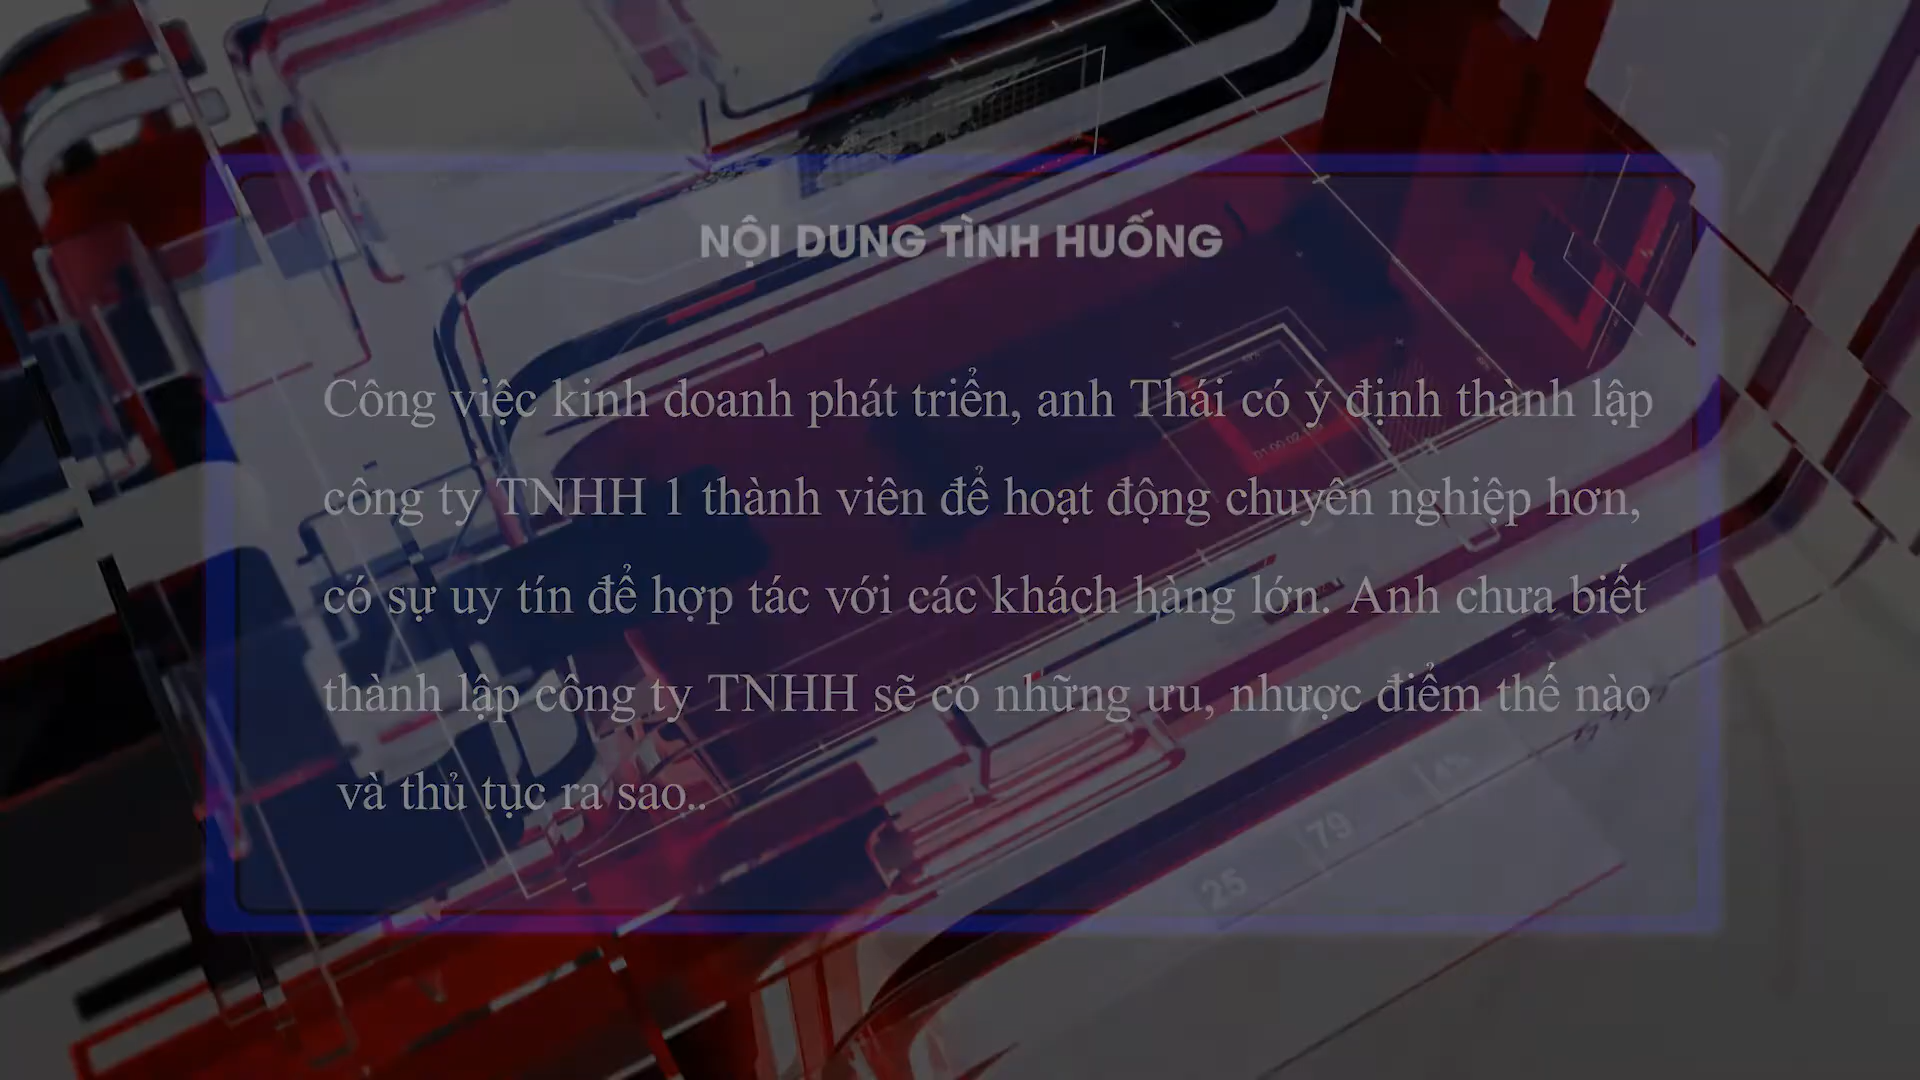 NỘI DUNG TÌNH HUỐNG
Công việc kinh doanh phát triển, anh Thái có ý định thành lập
công ty TNHH 1 thành viên để hoạt động chuyên nghiệp hơn,
có sự uy tín để hợp tác với các khách hàng lớn. Anh chưa biết
thành lập công ty TNHH sẽ có những ưu, nhược điểm thế nào
và thủ tục ra sao..
45
79
25